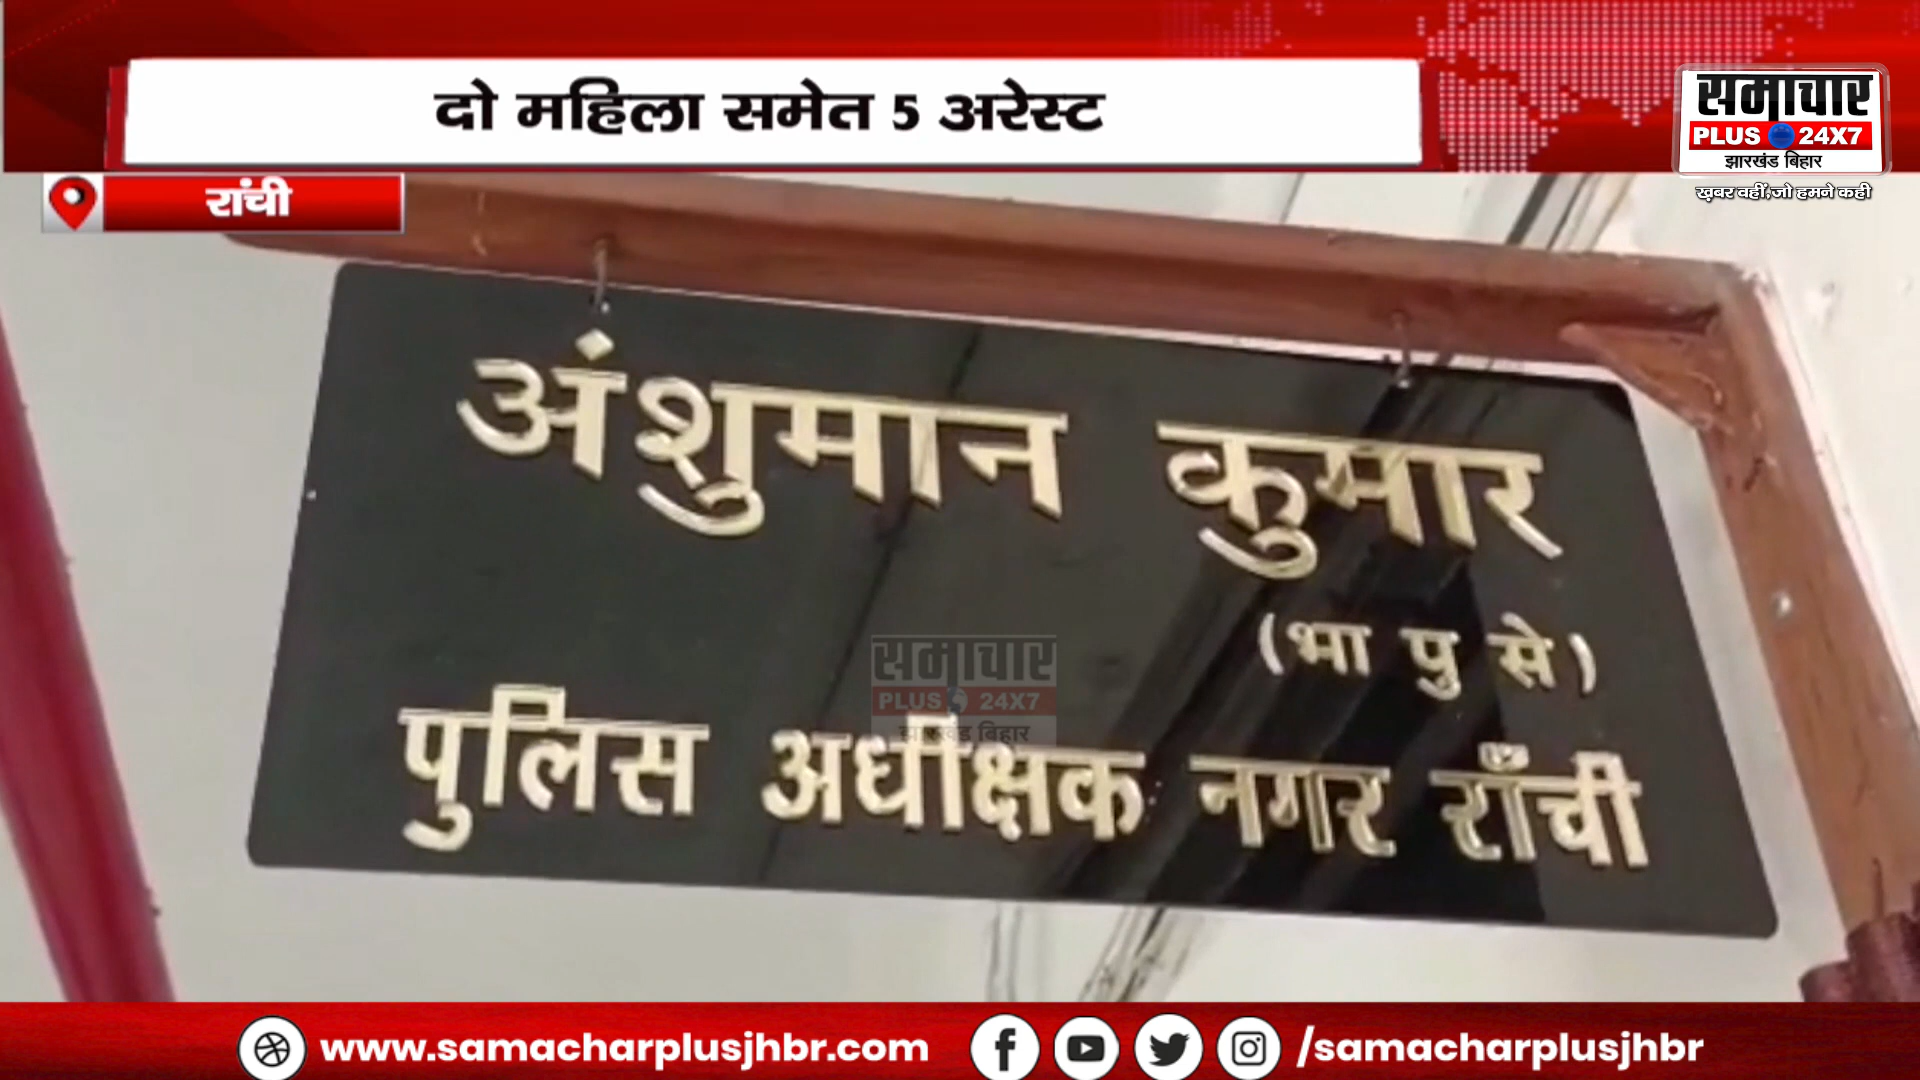 दो महिला समेत 5 अरेस्ट
समाचार
PLUS 24X7
झारखंड बिहार
ख़बर वहीं,जो हमने कही
रांची
अंशुमान कुमार
(भा पु से)
समाचार
PLUS 24X7
झारखंड बिहार
पुलिस अधीक्षक नगर राँची
www.samacharplusjhbr.com
/samacharplusjhbr